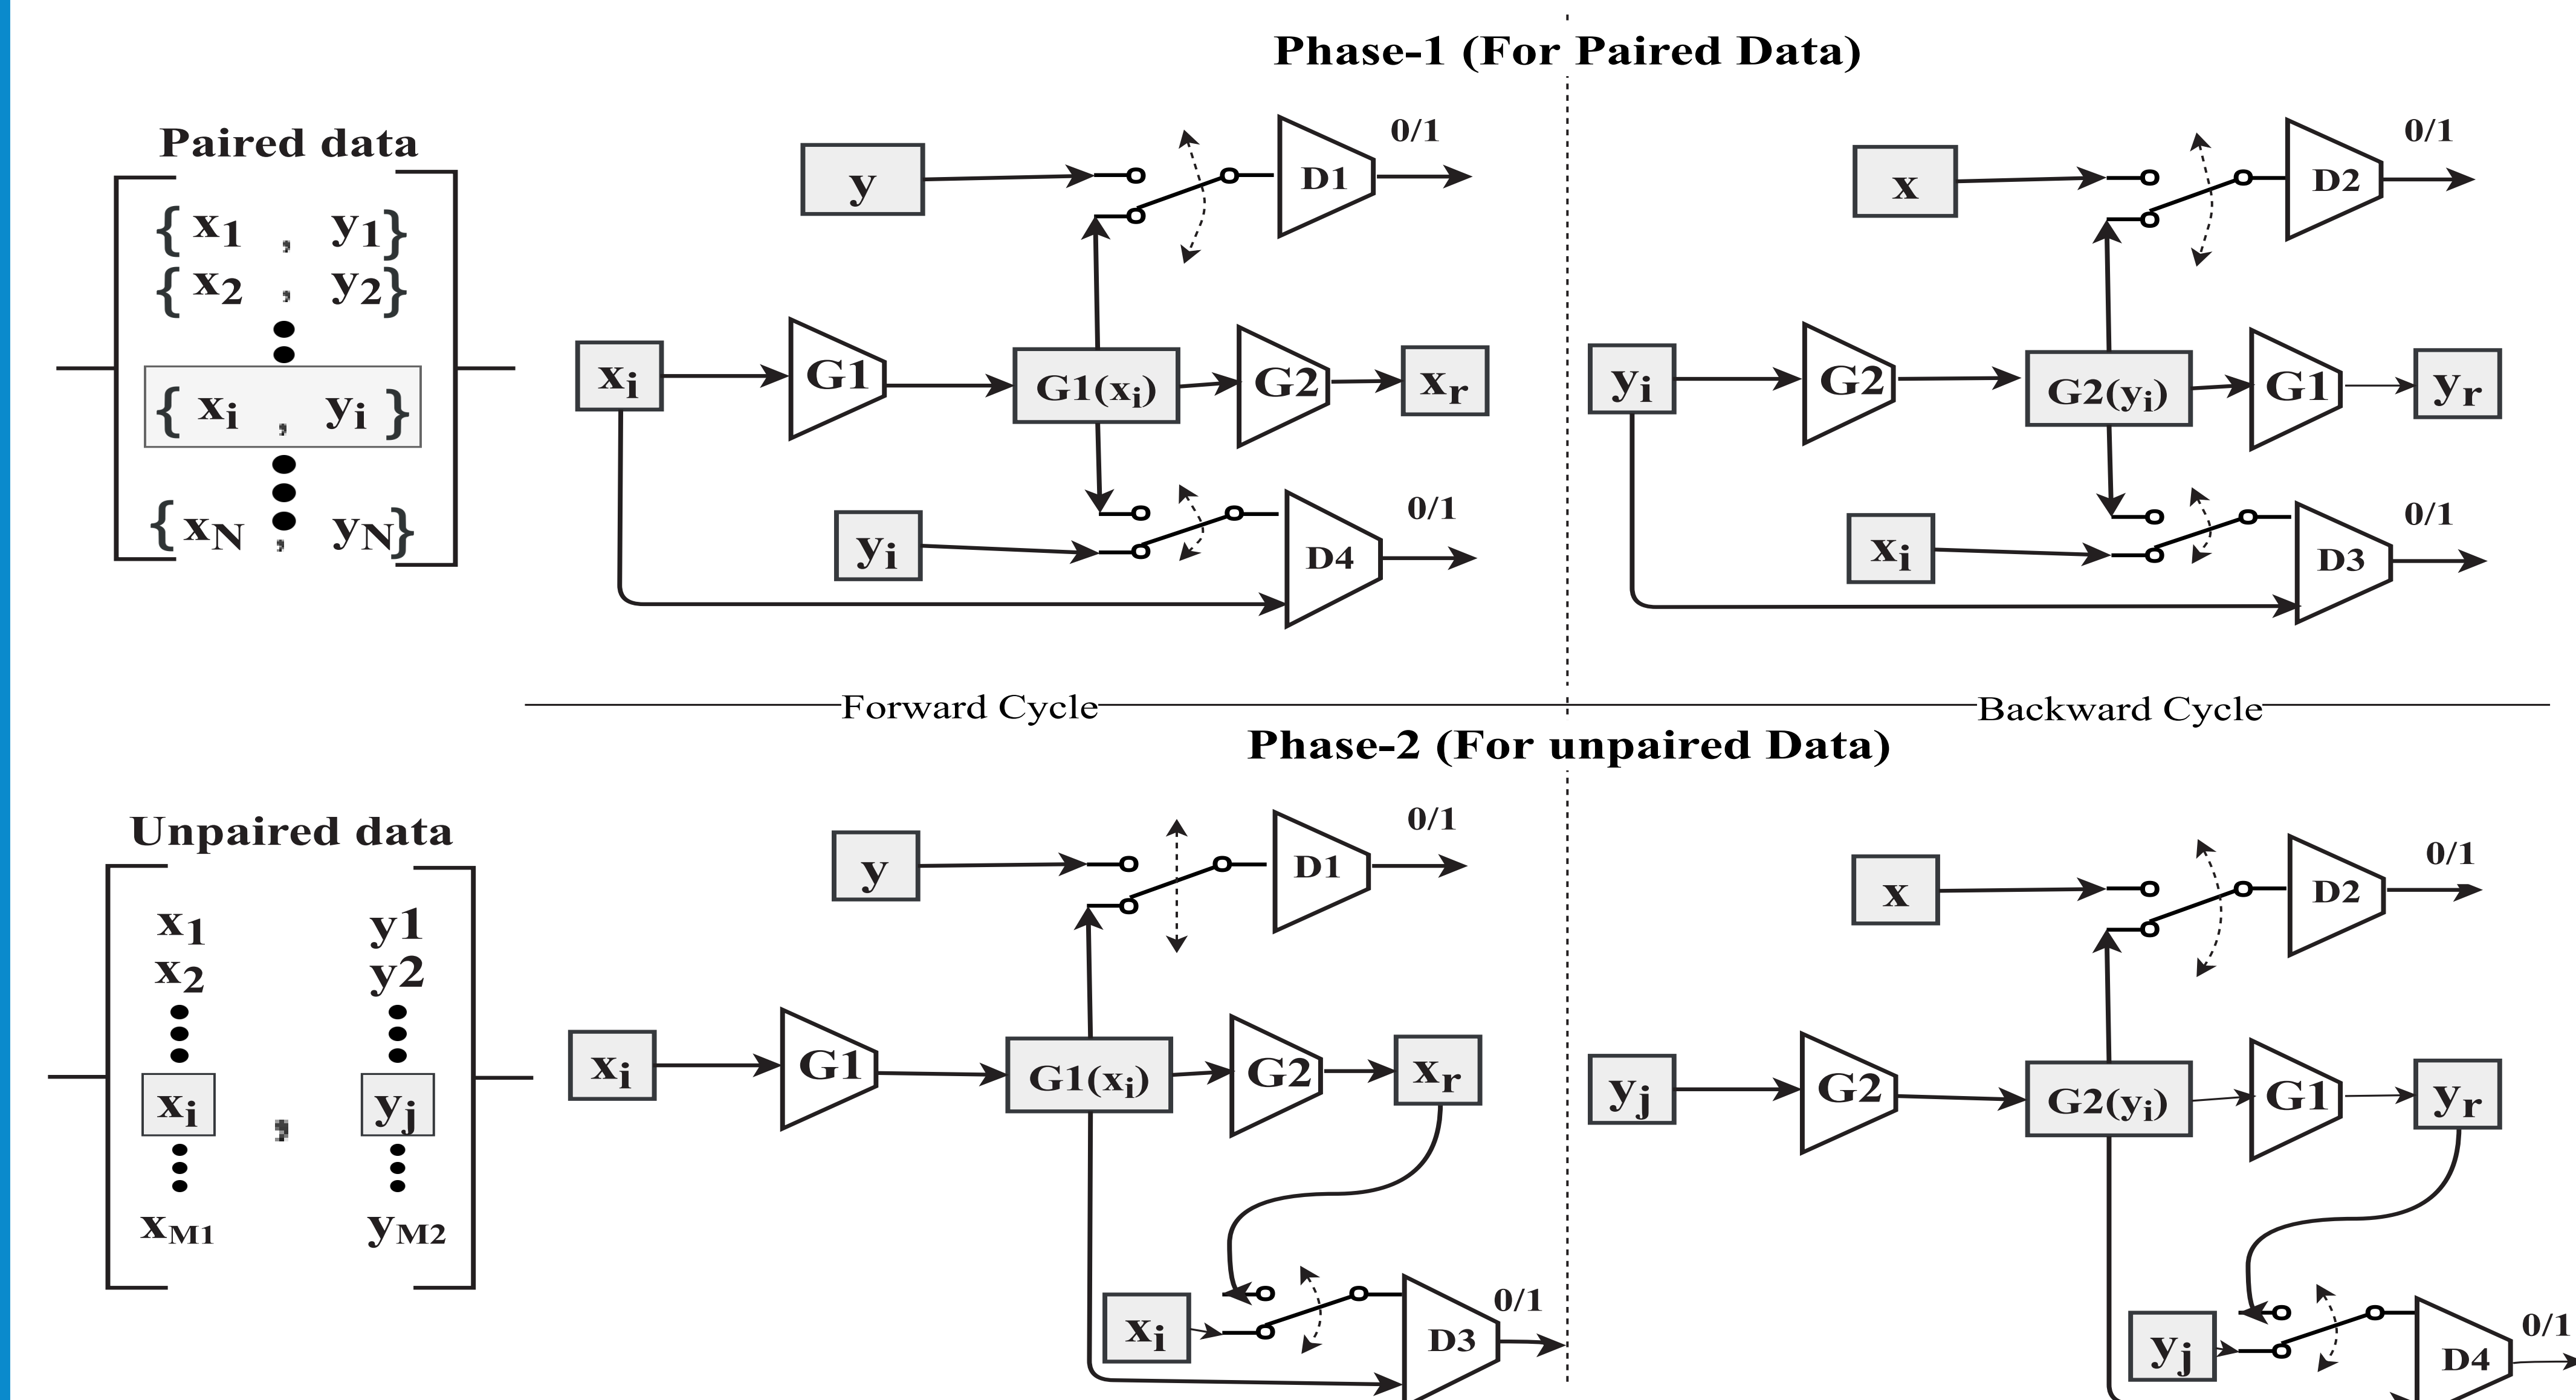 Phase-1 (For Paired Data)
Paired data
{ x1 , y1}
{ x2 , y2}
{ xi , yi }
{ xN , yN}
y
D1
0/1
xi
G1
G1(xi)
G2
xr
yi
D4
0/1
x
D2
0/1
yi
G2
G2(yi)
G1
yr
xi
D3
0/1
Forward Cycle
Backward Cycle
Phase-2 (For unpaired Data)
Unpaired data
x1 y1
x2 y2
xi , yj
xM1 yM2
y
D1
0/1
xi
G1
G1(xi)
G2
xr
xi
D3
0/1
x
D2
0/1
yj
G2
G2(yi)
G1
yr
yj
D4
0/1